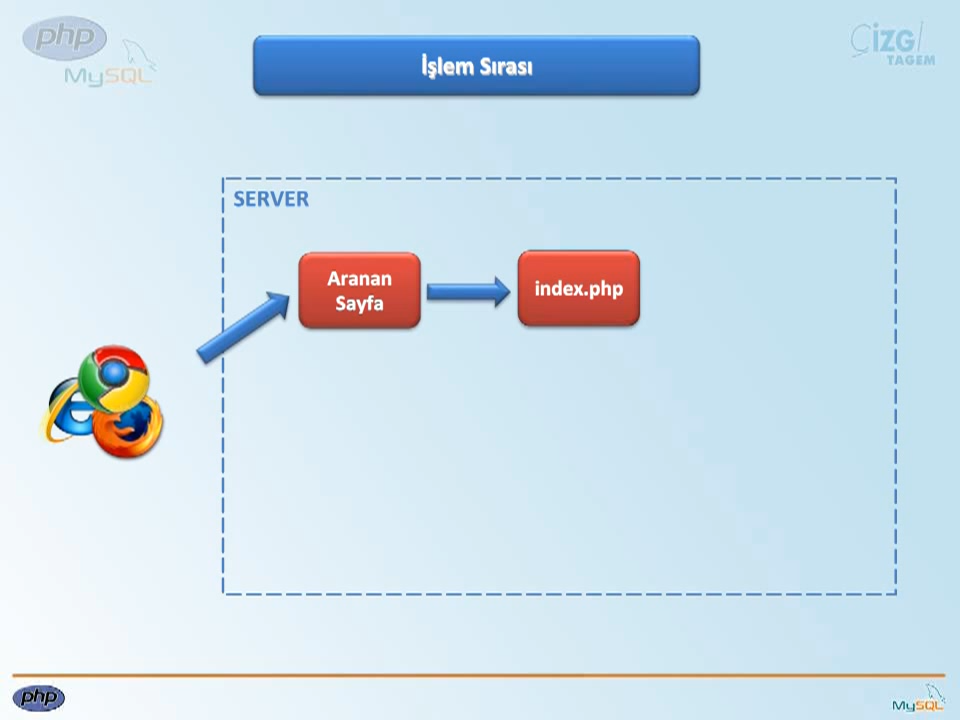 php
MySQL
ÇizGİ
TAGEM
İşlem Sırası
SERVER
Aranan
Sayfa
index.php
php
MySQL